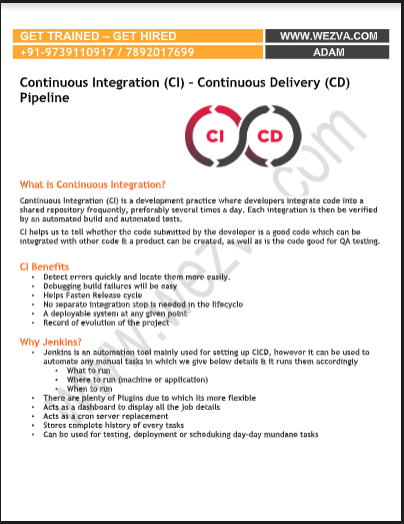 GET TRAINED – GET HIRED
WWW.WEZVA.COM
+91-9739110917 / 7892017699
ADAM
Continuous Integration (CI) – Continuous Delivery (CD)
Pipeline
CI CD
What is Continuous Integration?
Continuous Integration (CI) is a development practice where developers integrate code into a
shared repository frequently, preferably several times a day. Each integration is then be verified
by an automated build and automated tests.
CI helps us to tell whether the code submitted by the developer is a good code which can be
integrated with other code & a product can be created, as well as is the code good for QA testing.
CI Benefits
• Detect errors quickly and locate them more easily.
• Debugging build failures will be easy
• Helps Fasten Release cycle
• No separate integration step is needed in the lifecycle
• A deployable system at any given point
• Record of evolution of the project
Why Jenkins?
• Jenkins is an automation tool mainly used for setting up CICD, however it can be used to
automate any manual tasks in which we give below details & it runs them accordingly
• What to run
• Where to run (machine or application)
• When to run
• There are plenty of Plugins due to which its more flexible
• Acts as a dashboard to display all the job details
• Acts as a cron server replacement
• Stores complete history of every tasks
• Can be used for testing, deployment or scheduking day-day mundane tasks
www.wezva.com